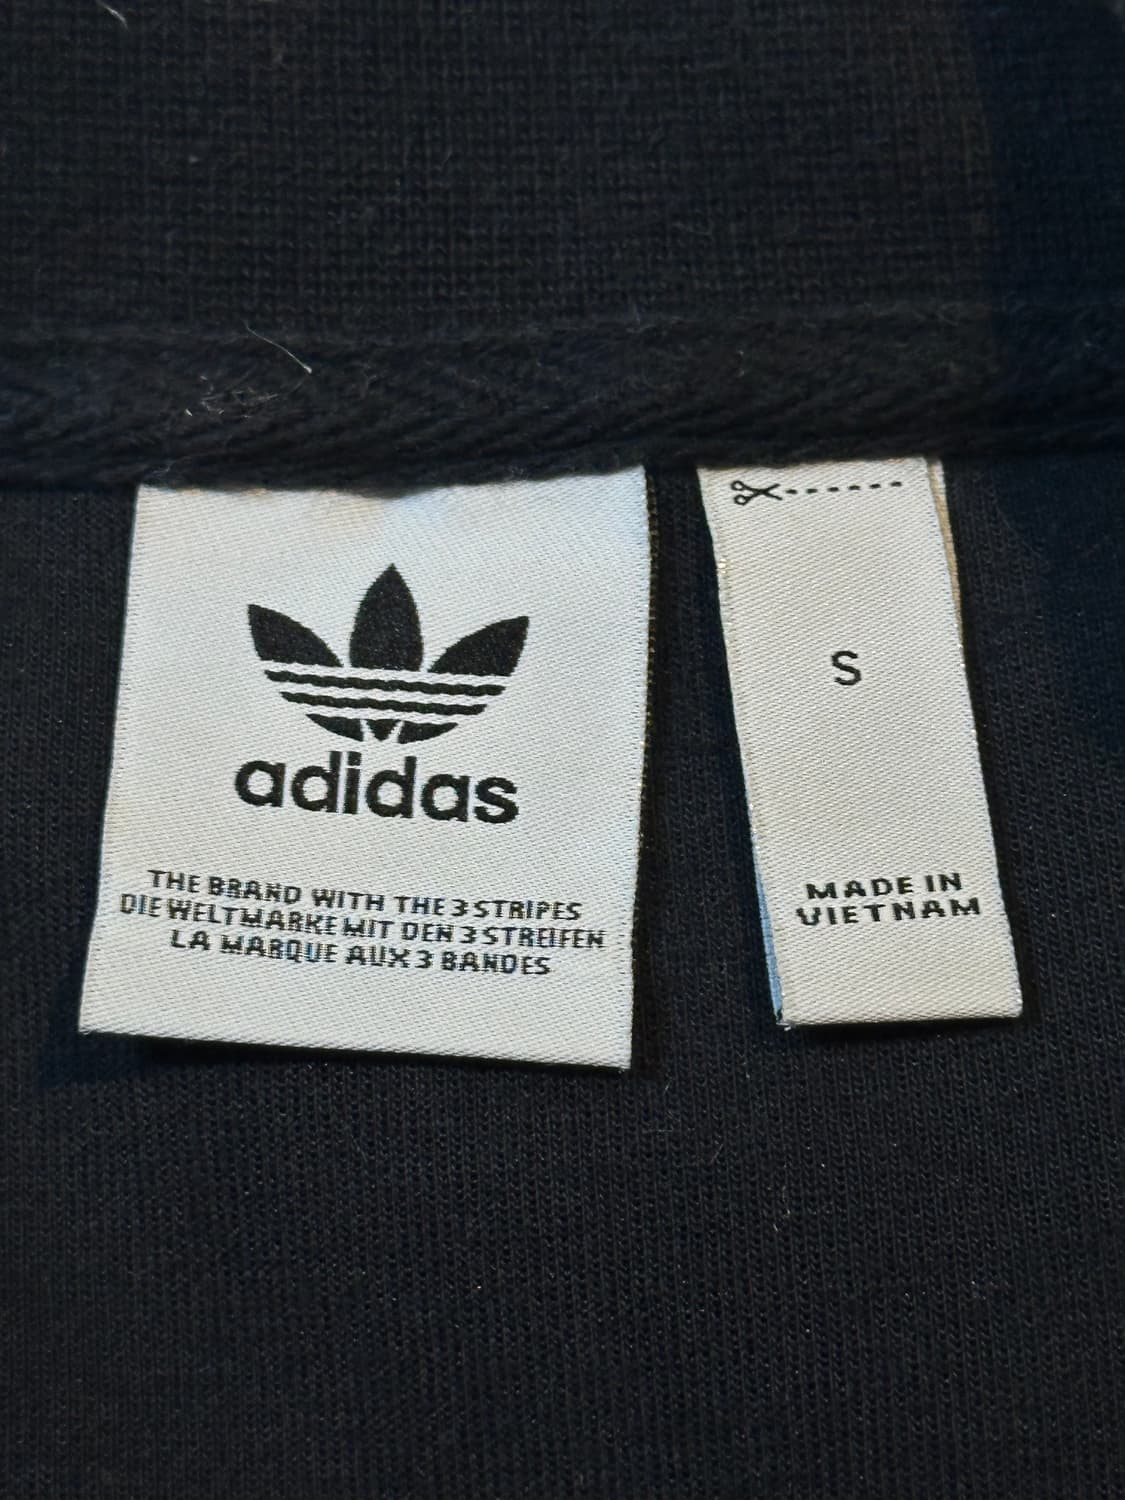 adidas
THE BRAND WITH THE 3 STRIPES
DIE WELTMARKE MIT DEN 3 STREIFEN
LA MARQUE AUX 3 BANDES
S
MADE IN
VIETNAM